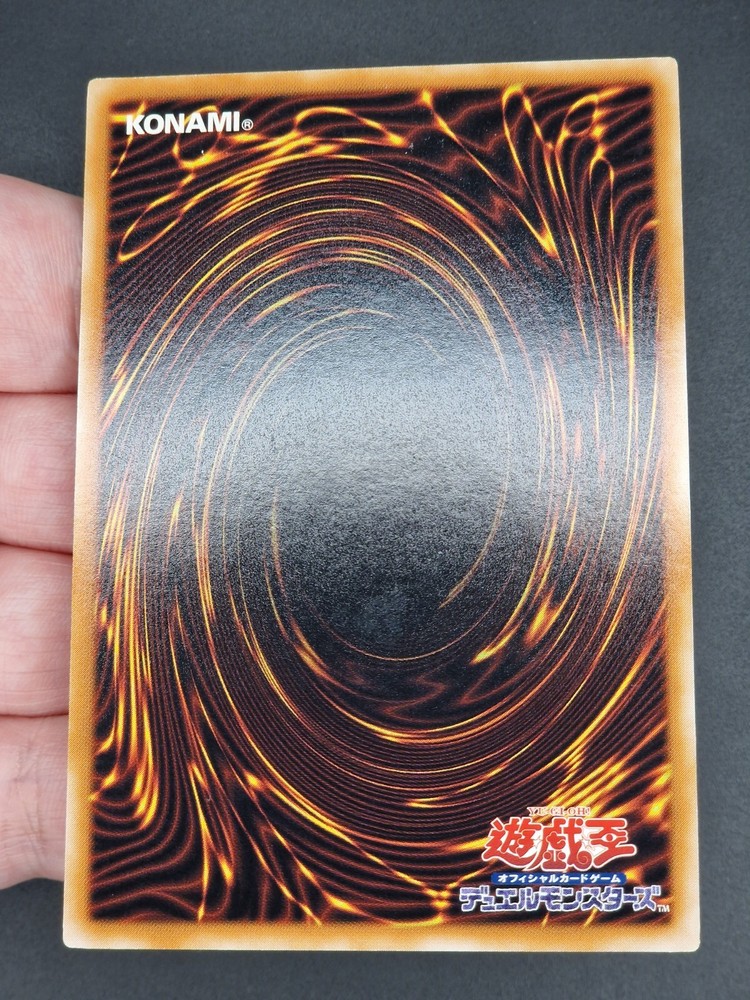 KONAMI®
YU-GI-OH!
遊戯王
オフィシャルカードゲーム
デュエルモンスターズ™